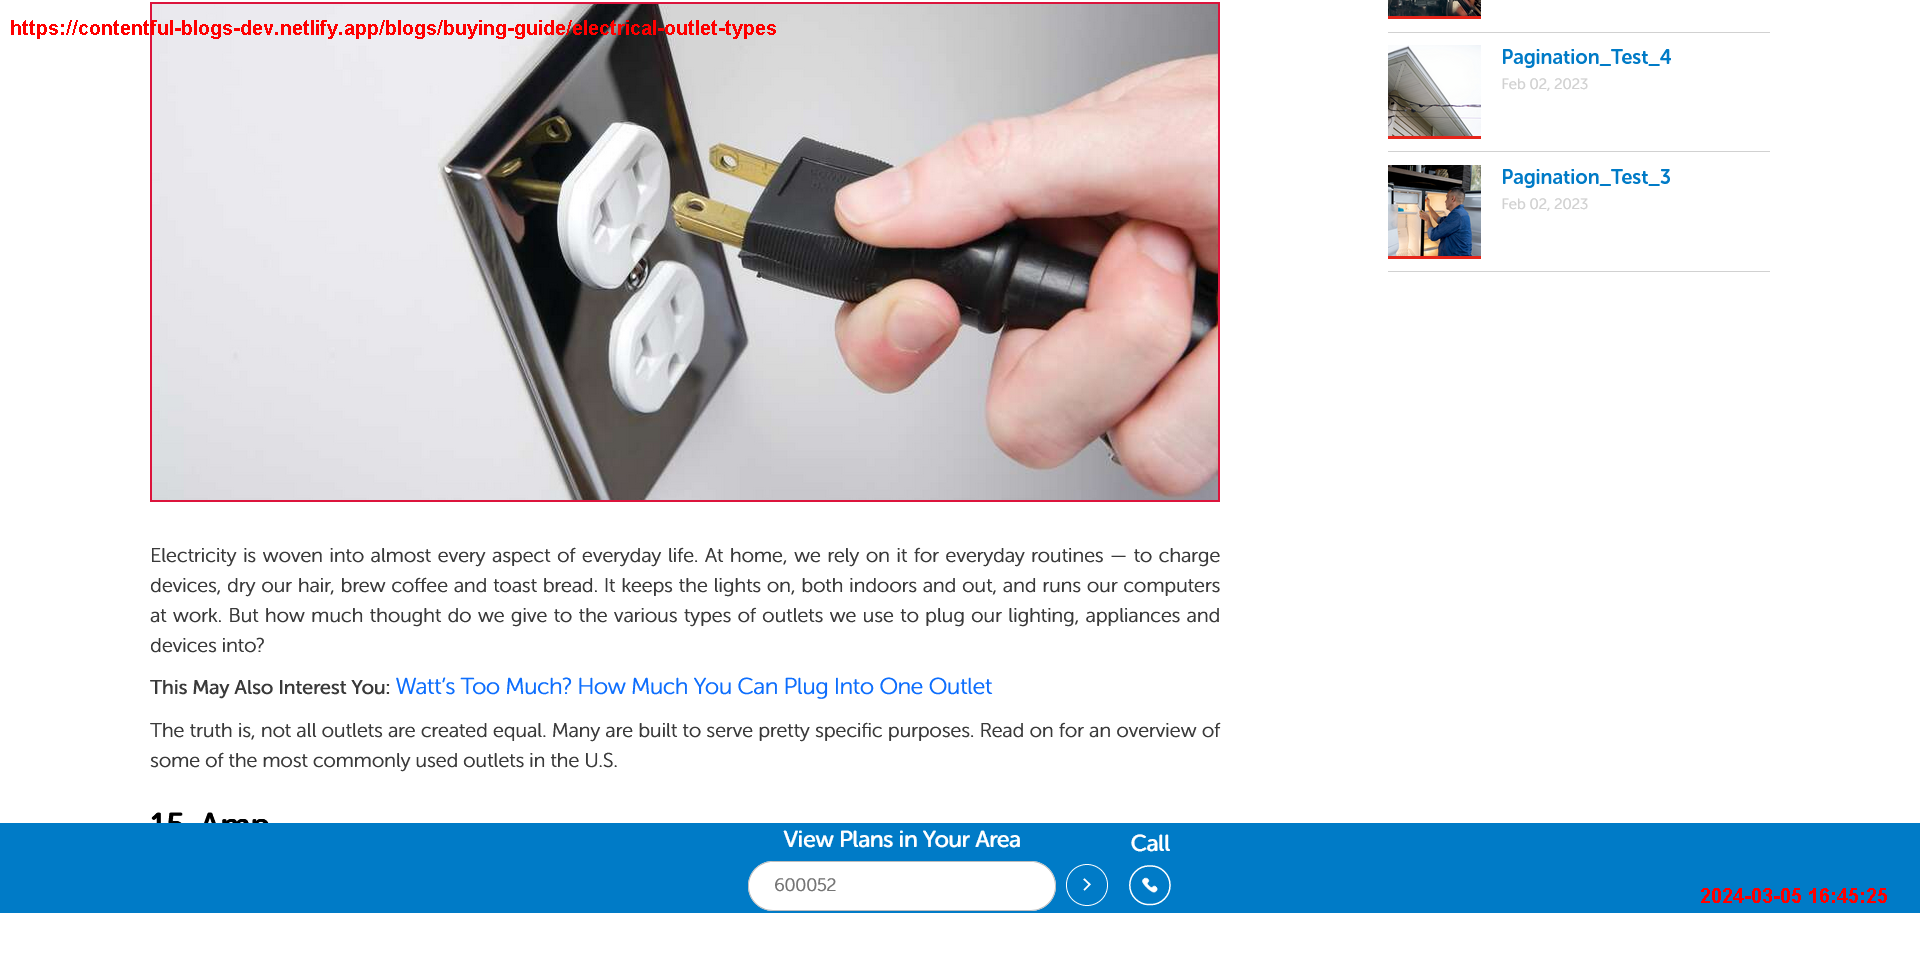 https://contentful-blogs-dev.netlify.app/blogs/buying-guide/electrical-outlet-types
Pagination_Test_4
Feb 02, 2023
Pagination_Test_3
Feb 02, 2023
Electricity is woven into almost every aspect of everyday life. At home, we rely on it for everyday routines — to charge
devices, dry our hair, brew coffee and toast bread. It keeps the lights on, both indoors and out, and runs our computers
at work. But how much thought do we give to the various types of outlets we use to plug our lighting, appliances and
devices into?
This May Also Interest You: Watt’s Too Much? How Much You Can Plug Into One Outlet
The truth is, not all outlets are created equal. Many are built to serve pretty specific purposes. Read on for an overview of
some of the most commonly used outlets in the U.S.
View Plans in Your Area
Call
600052
2024-03-05 16:45:25